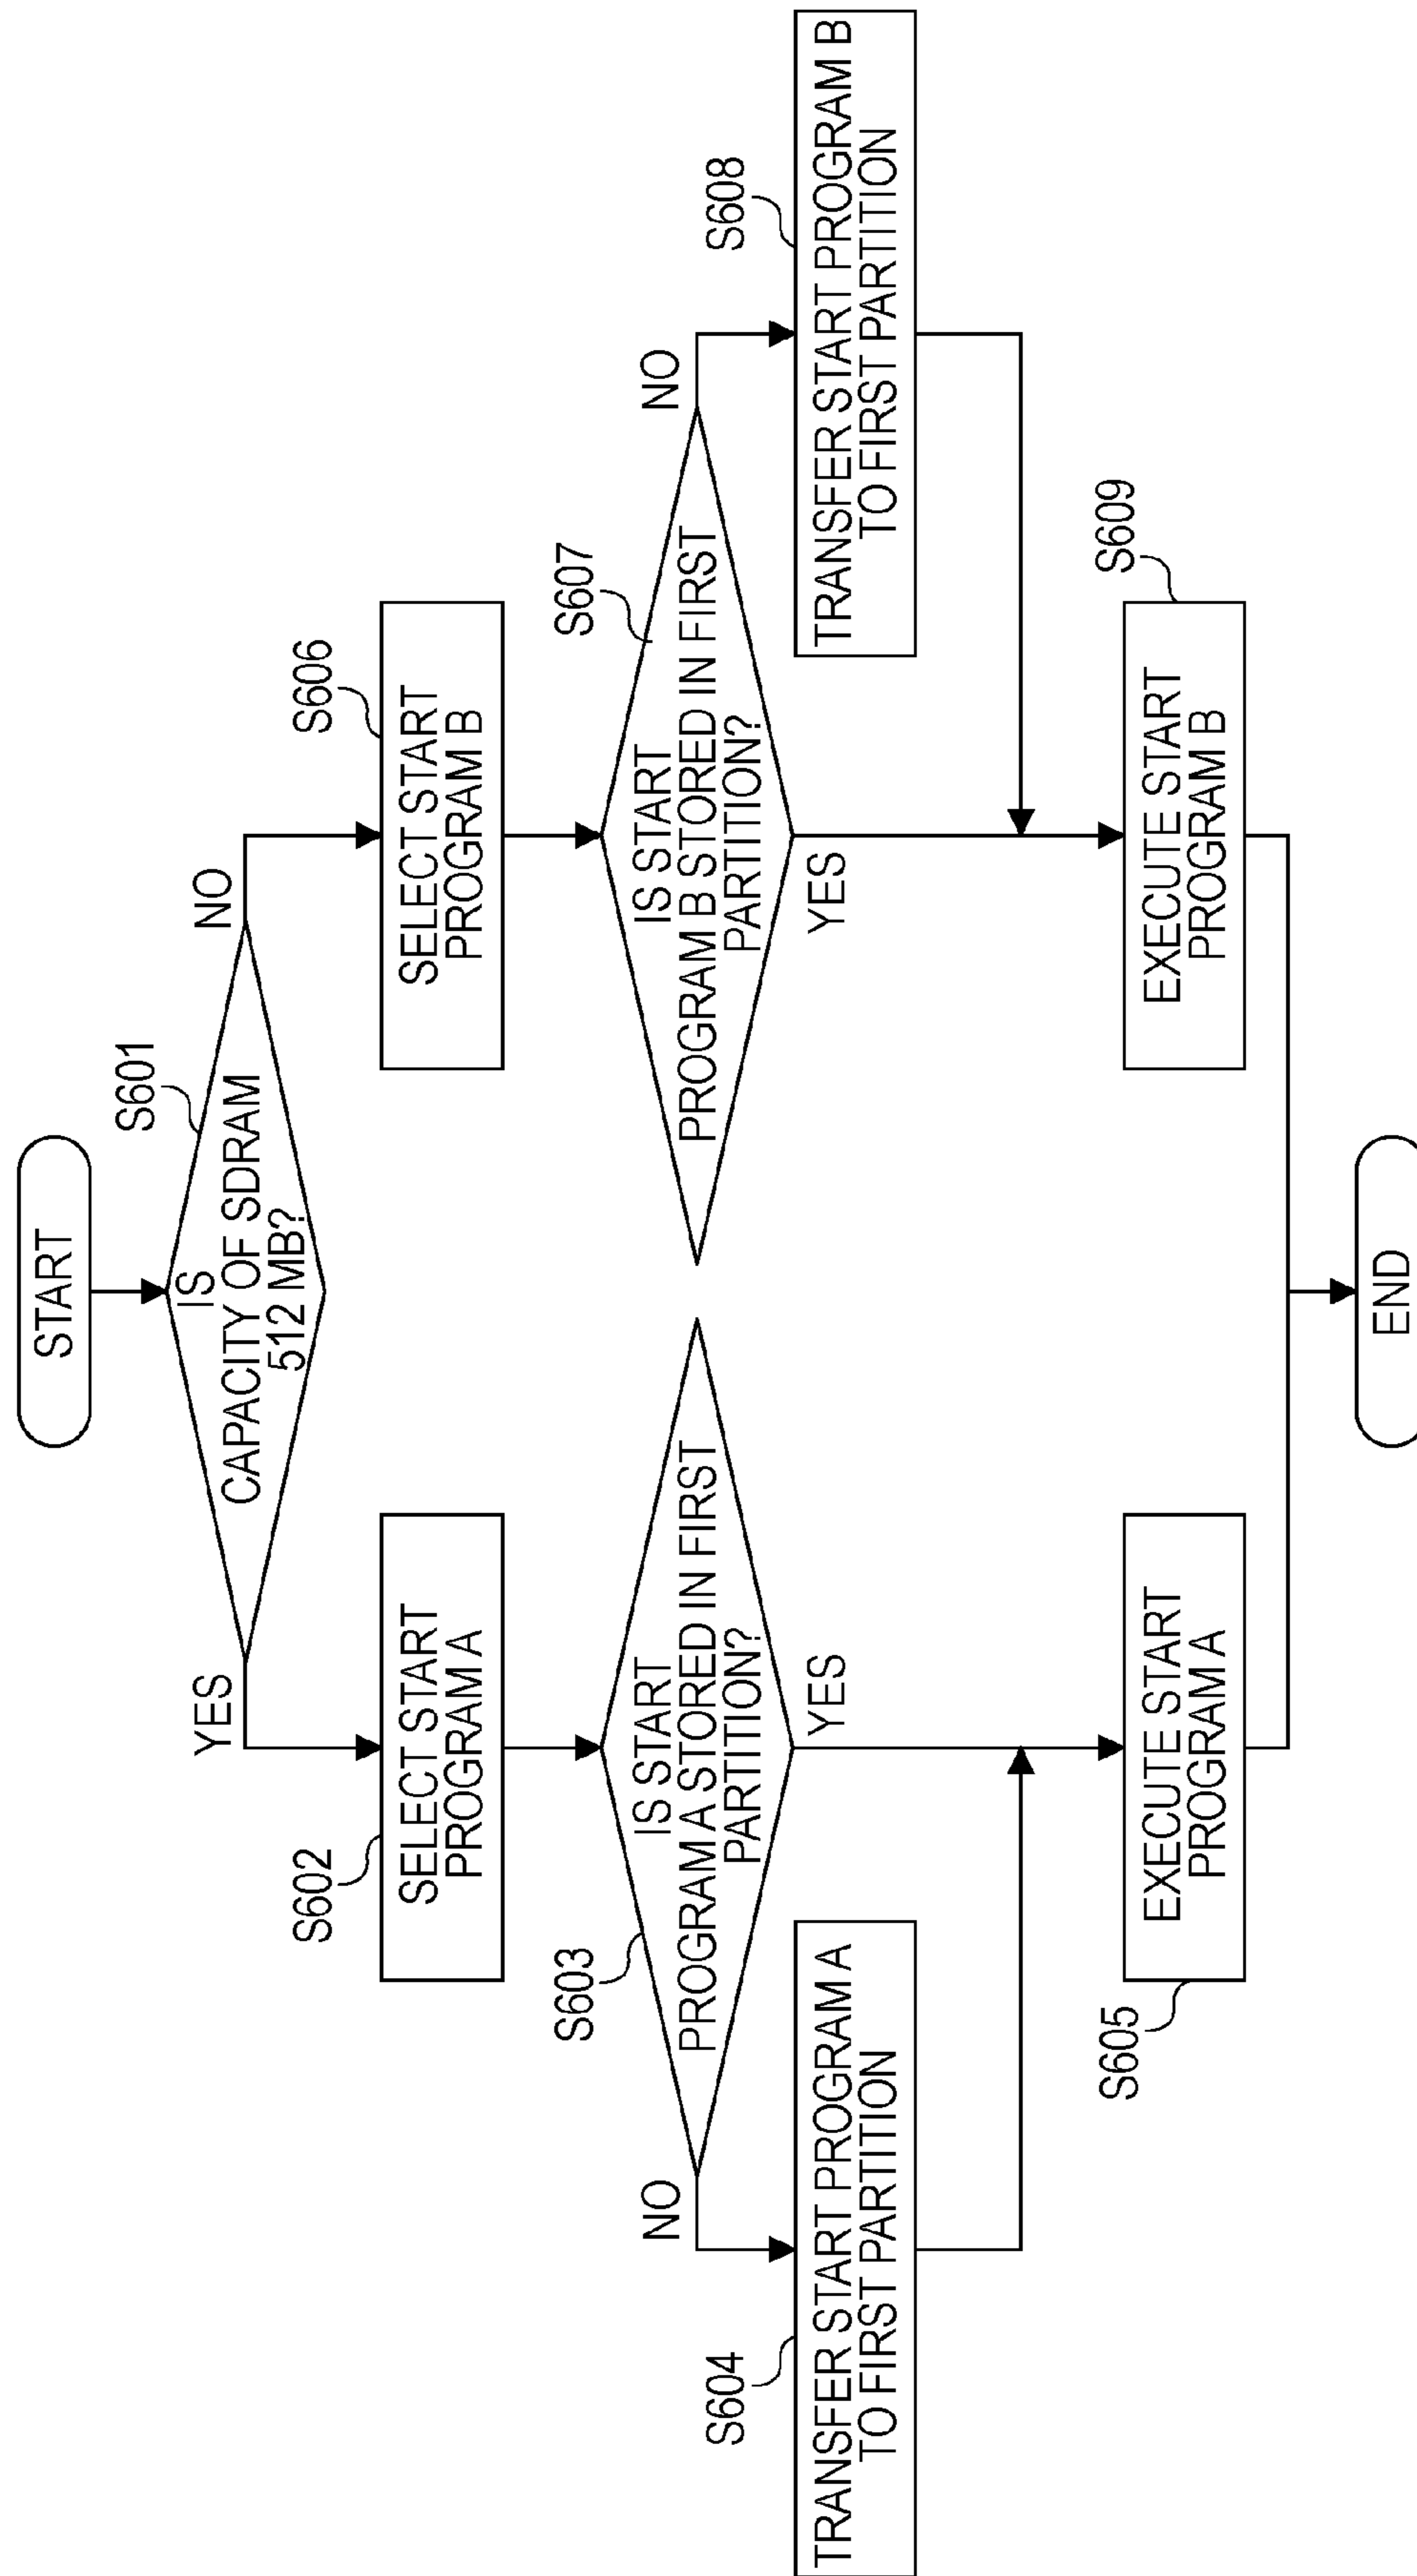 START
S601
IS
CAPACITY OF SDRAM
512 MB?
YES
NO
S602
SELECT START
PROGRAM A
S606
SELECT START
PROGRAM B
S603
IS START
PROGRAM A STORED IN FIRST
PARTITION?
NO
YES
S607
IS START
PROGRAM B STORED IN FIRST
PARTITION?
YES
NO
S604
TRANSFER START PROGRAM A
TO FIRST PARTITION
S608
TRANSFER START PROGRAM B
TO FIRST PARTITION
S605
EXECUTE START
PROGRAM A
S609
EXECUTE START
PROGRAM B
END